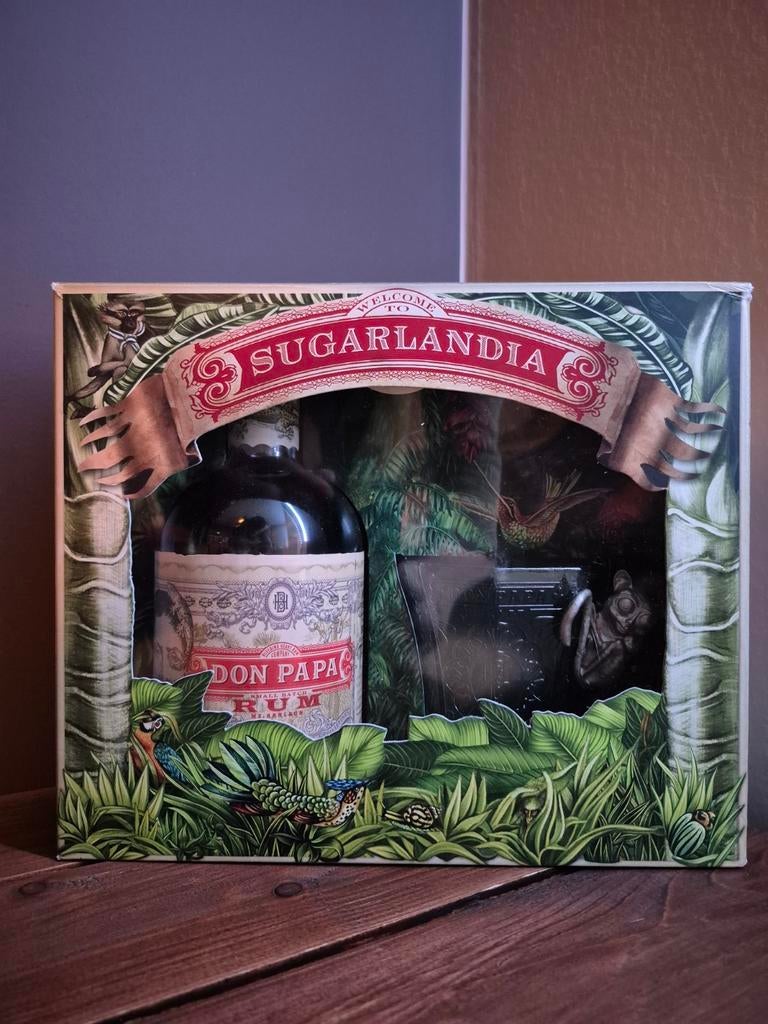 WELCOME
TO
SUGARLANDIA
DON PAPA
SMALL BATCH
RUM